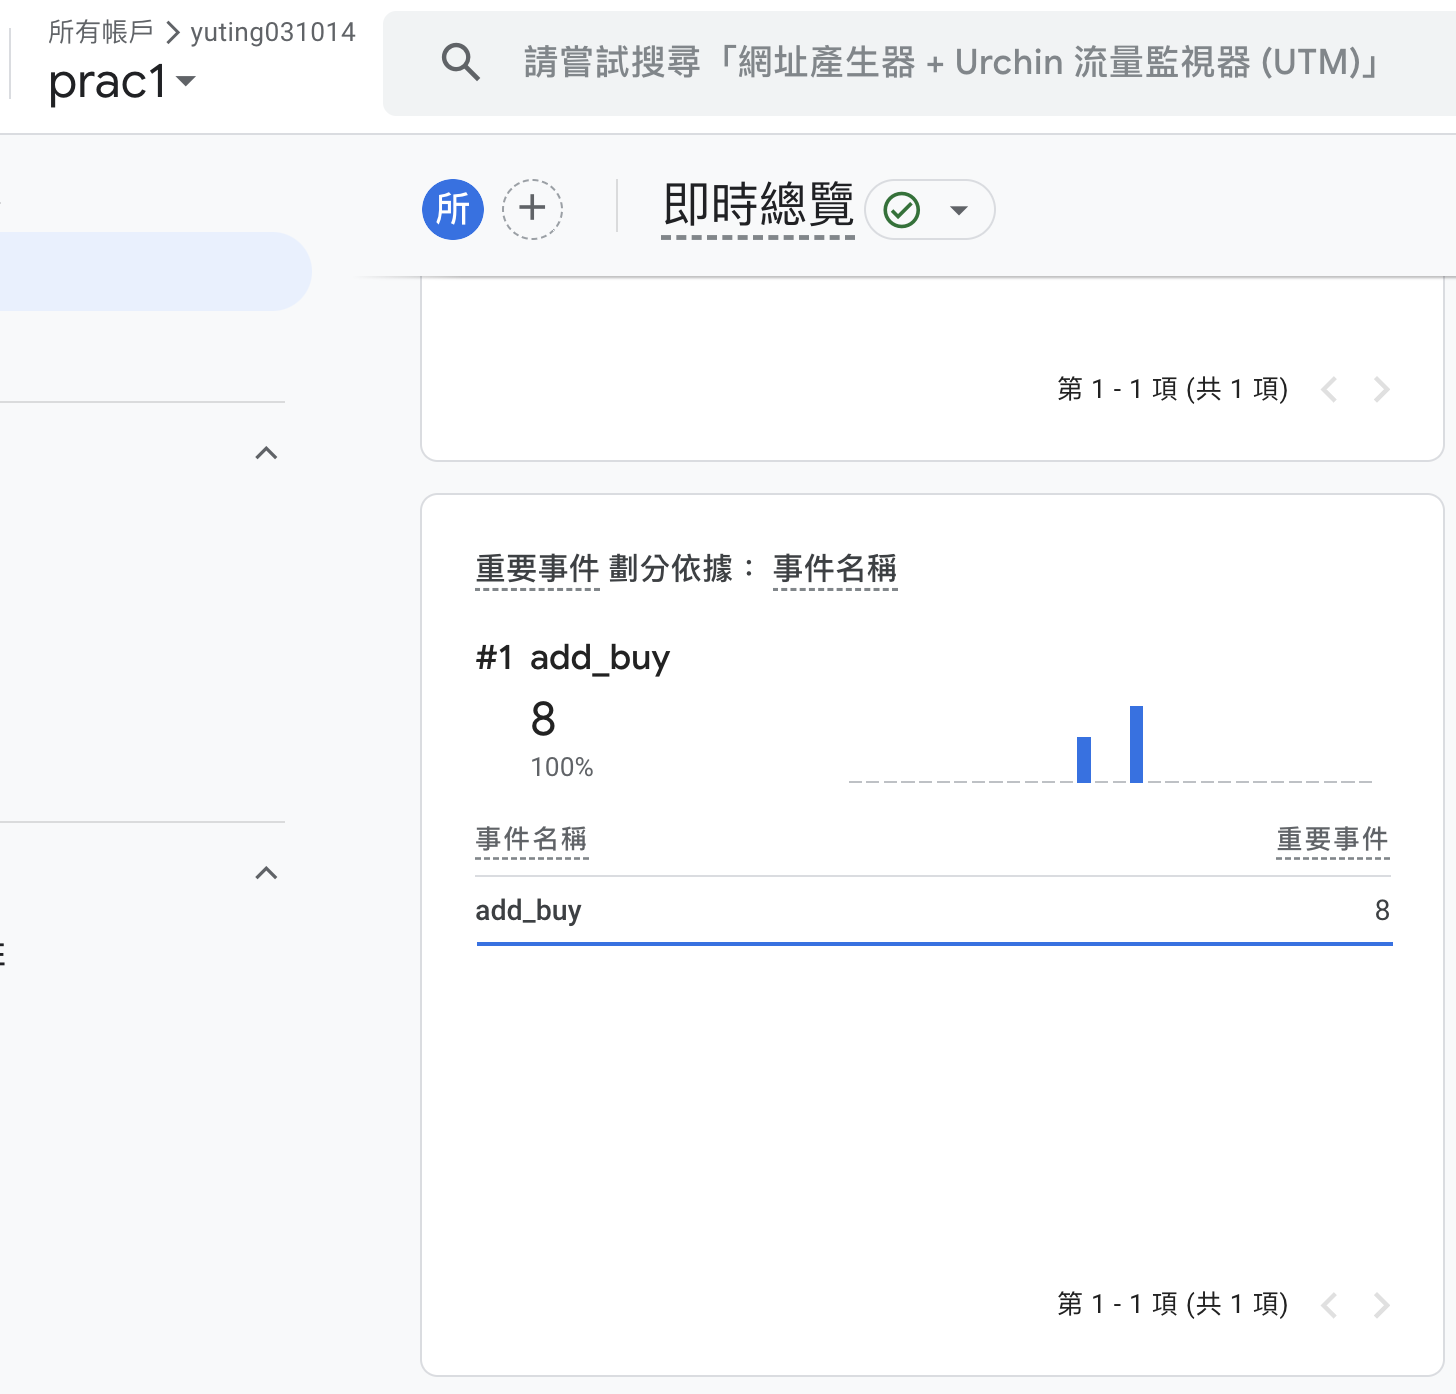 所有帳戶 > yuting031014
prac1
請嘗試搜尋「網址產生器 + Urchin 流量監視器 (UTM)」
所
即時總覽
第 1 - 1 項 (共 1 項)
重要事件 劃分依據： 事件名稱
#1 add_buy
8
100%
事件名稱 重要事件
add_buy 8
第 1 - 1 項 (共 1 項)